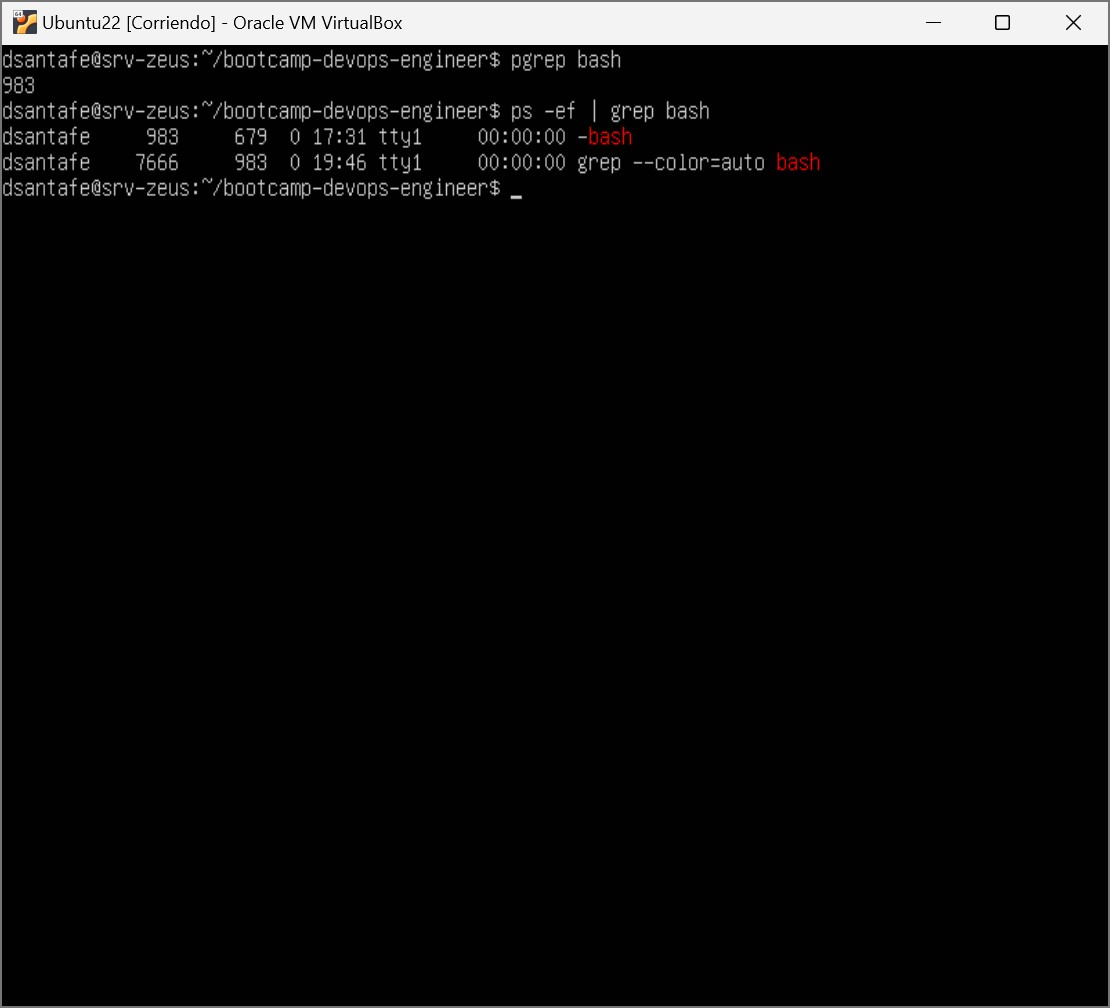 Ubuntu22 [Corriendo] - Oracle VM VirtualBox
dsantafe@srv-zeus:~/bootcamp-devops-engineer$ pgrep bash
983
dsantafe@srv-zeus:~/bootcamp-devops-engineer$ ps -ef | grep bash
dsantafe     983     679  0 17:31 tty1     00:00:00 -bash
dsantafe    7666     983  0 19:46 tty1     00:00:00 grep --color=auto bash
dsantafe@srv-zeus:~/bootcamp-devops-engineer$ _